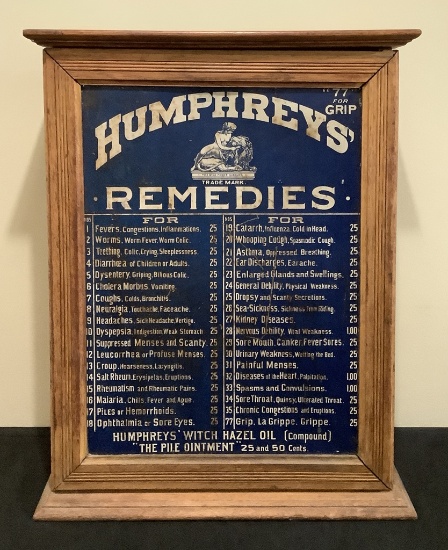 "77"
FOR
GRIP
HUMPHREYS'
TRADE MARK.
REMEDIES
NOS FOR
1 Fevers, Congestions, Inflammations. 25
2 Worms, Worm Fever, Worm Colic. 25
3 Teething, Colic, Crying, Sleeplessness. 25
4 Diarrhea of Children or Adults. 25
5 Dysentery, Griping, Bilious Colic. 25
6 Cholera Morbus, Vomiting. 25
7 Coughs, Colds, Bronchitis. 25
8 Neuralgia, Toothache, Faceache. 25
9 Headaches, Sick Headache, Vertigo. 25
10 Dyspepsia, Indigestion, Weak Stomach 25
11 Suppressed Menses and Scanty. 25
12 Leucorrhea or Profuse Menses. 25
13 Croup, Hoarseness, Laryngitis. 25
14 Salt Rheum, Erysipelas, Eruptions. 25
15 Rheumatism and Rheumatic Pains. 25
16 Malaria, Chills, Fever and Ague. 25
17 Piles or Hemorrhoids. 25
18 Ophthalmia or Sore Eyes. 25
NOS FOR
19 Catarrh, Influenza, Cold in Head. 25
20 Whooping Cough, Spasmodic Cough. 25
21 Asthma, Oppressed Breathing. 25
22 Ear Discharges, Earache. 25
23 Enlarged Glands and Swellings. 25
24 General Debility, Physical Weakness. 25
25 Dropsy and Scanty Secretions. 25
26 Sea-Sickness, Sickness from Riding. 25
27 Kidney Diseases. 25
28 Nervous Debility, Vital Weakness. 1.00
29 Sore Mouth, Canker, Fever Sores. 25
30 Urinary Weakness, Wetting the Bed. 25
31 Painful Menses. 25
32 Diseases of the Heart, Palpitation. 1.00
33 Spasms and Convulsions. 1.00
34 Sore Throat, Quinsy, Ulcerated Throat. 25
35 Chronic Congestions and Eruptions. 25
77 Grip, La Grippe, Grippe. 25
HUMPHREYS' WITCH HAZEL OIL (Compound)
"THE PILE OINTMENT" 25 and 50 Cents.